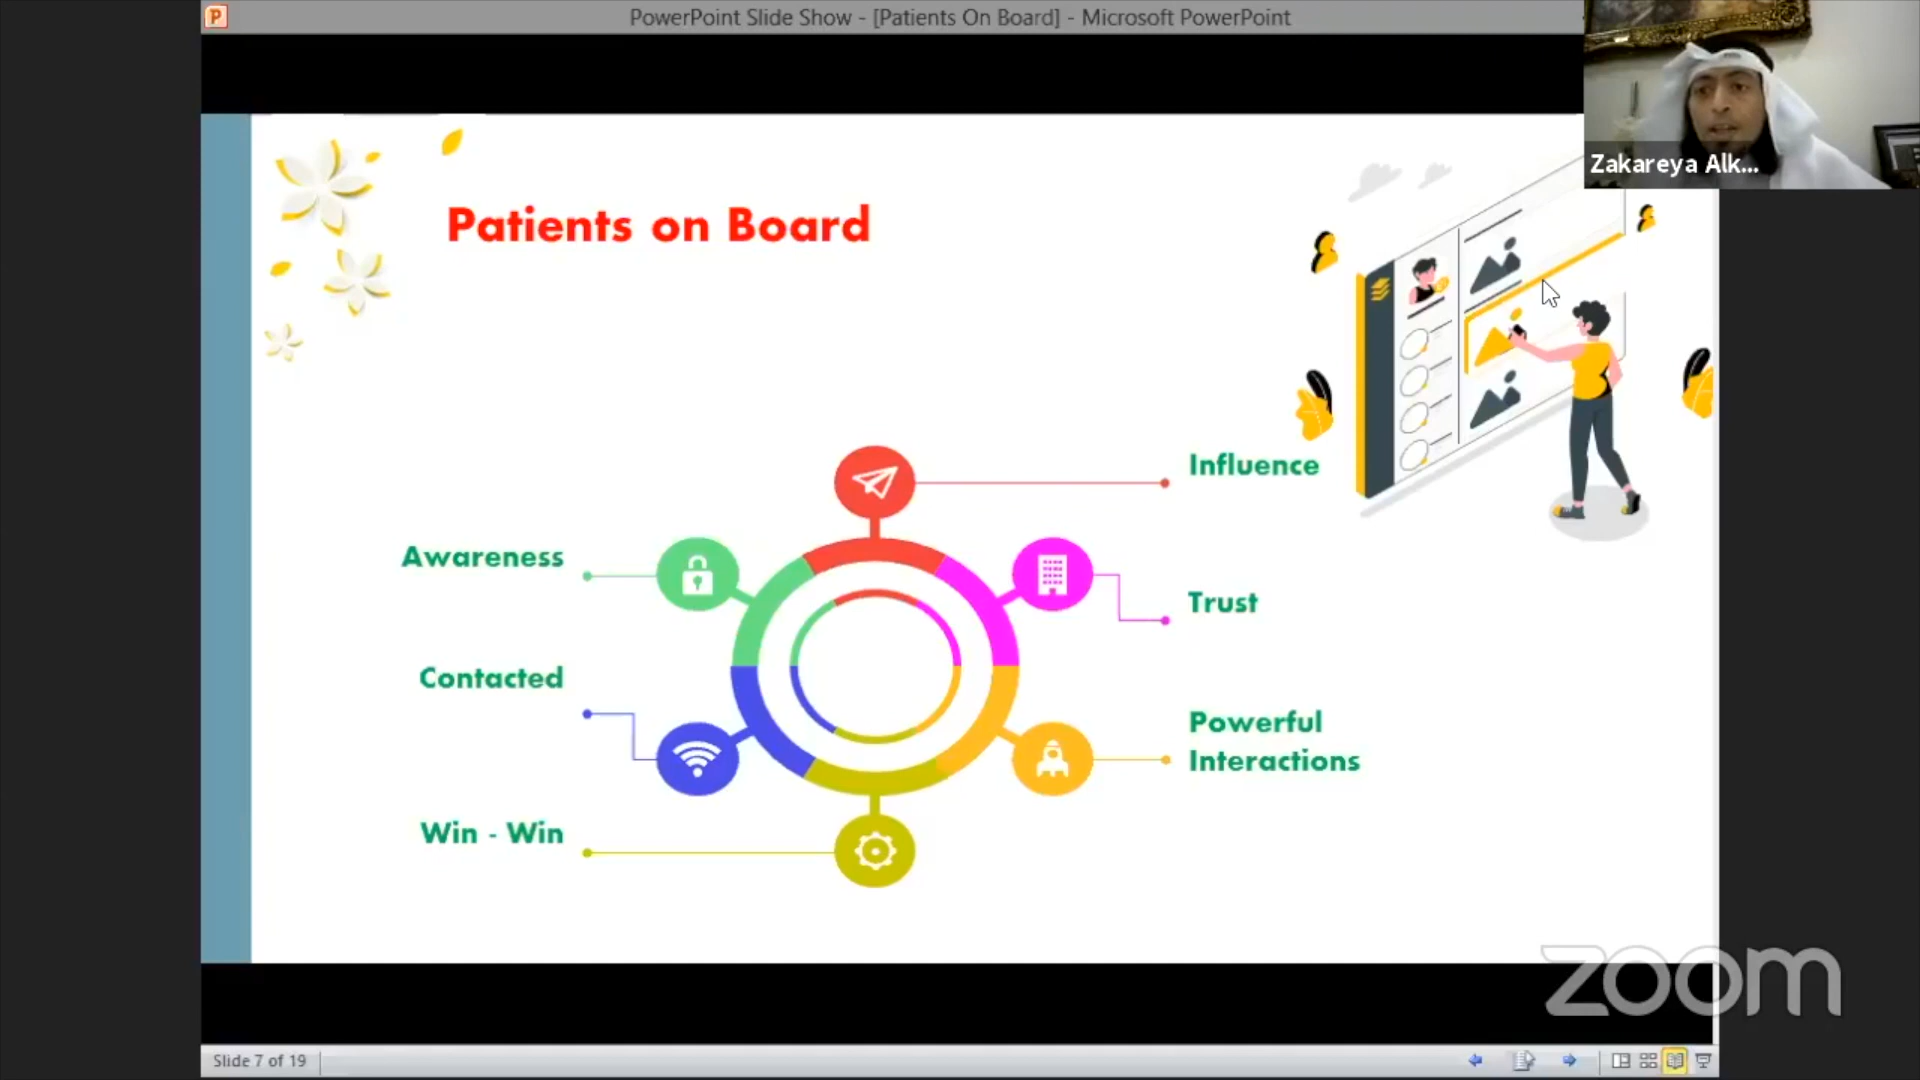 PowerPoint Slide Show - [Patients On Board] - Microsoft PowerPoint
Zakareya Alk...
Patients on Board
Influence
Awareness
Trust
Contacted
Powerful
Interactions
Win - Win
zoom
Slide 7 of 19